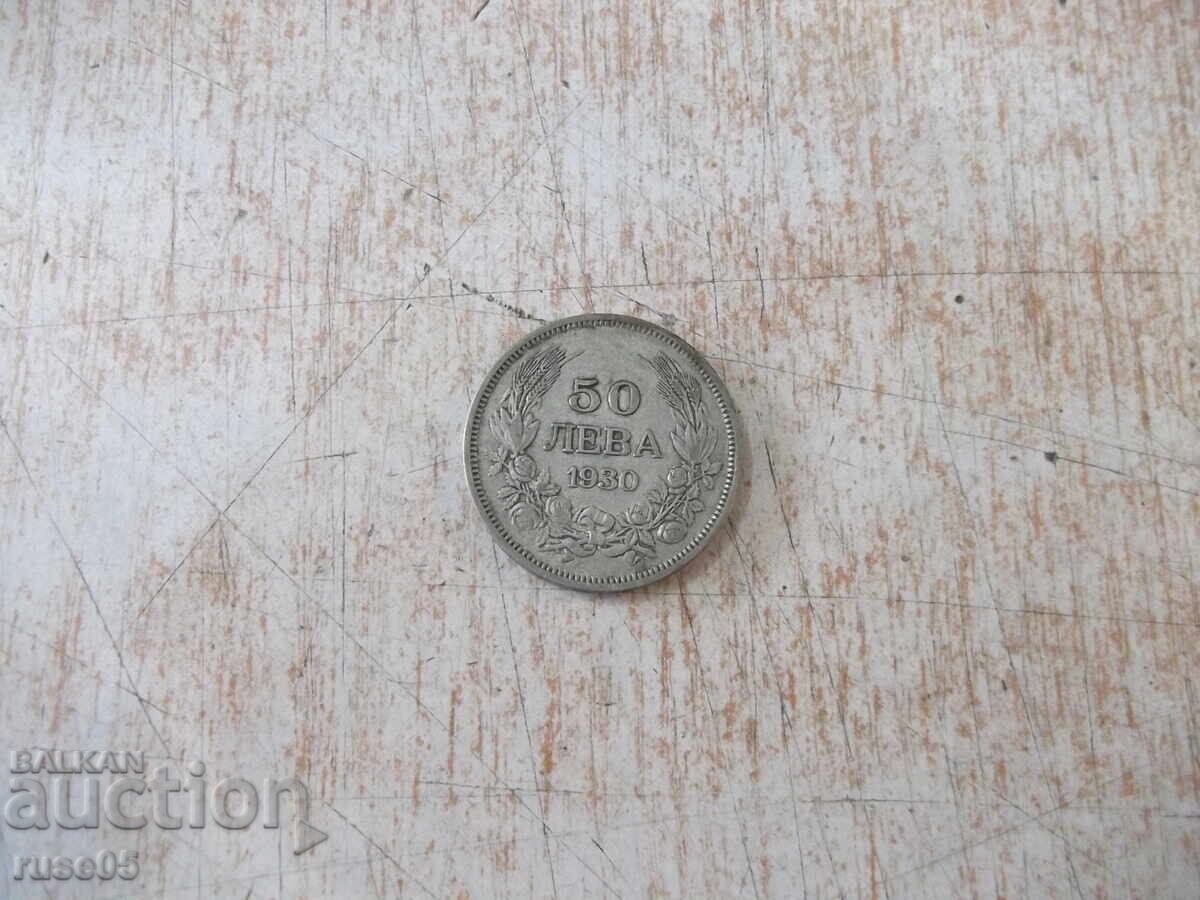 50
ЛЕВА
1930
BALKAN
auction
ruse05